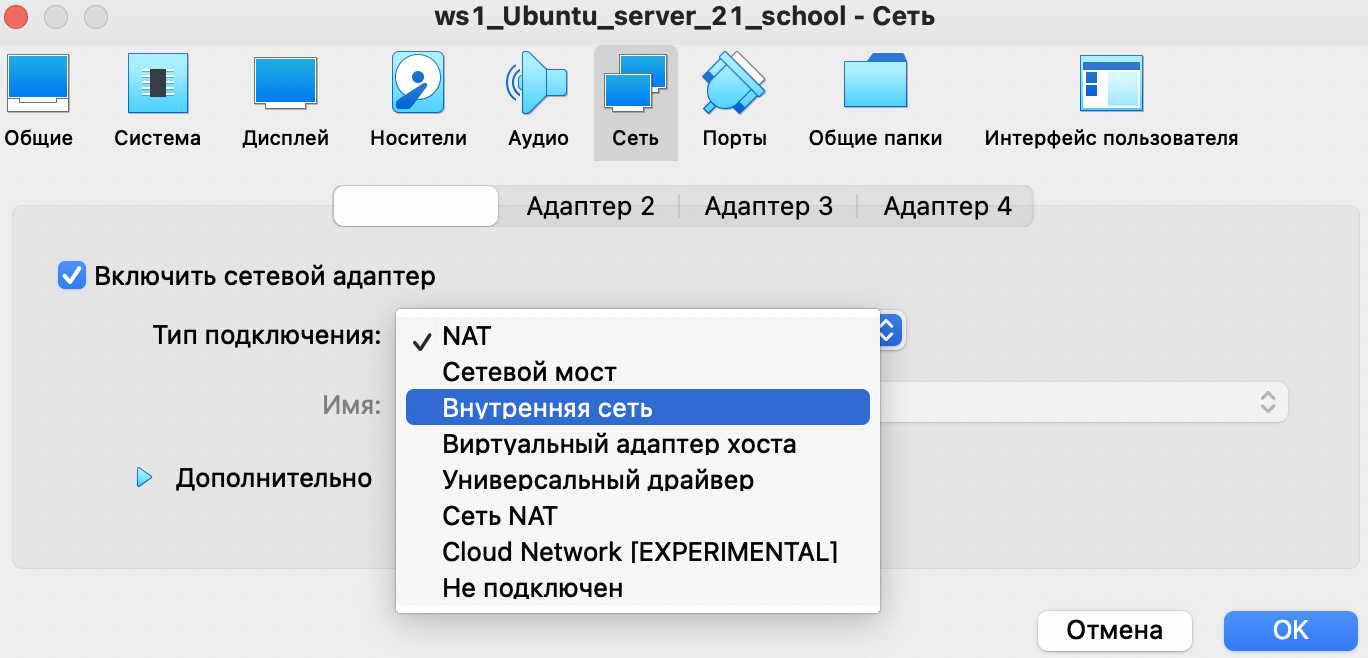 ws1_Ubuntu_server_21_school - Сеть
Общие Система Дисплей Носители Аудио Сеть Порты Общие папки Интерфейс пользователя
Адаптер 2 Адаптер 3 Адаптер 4
Включить сетевой адаптер
Тип подключения:
NAT
Сетевой мост
Имя:
Внутренняя сеть
Виртуальный адаптер хоста
Дополнительно
Универсальный драйвер
Сеть NAT
Cloud Network [EXPERIMENTAL]
Не подключен
Отмена OK